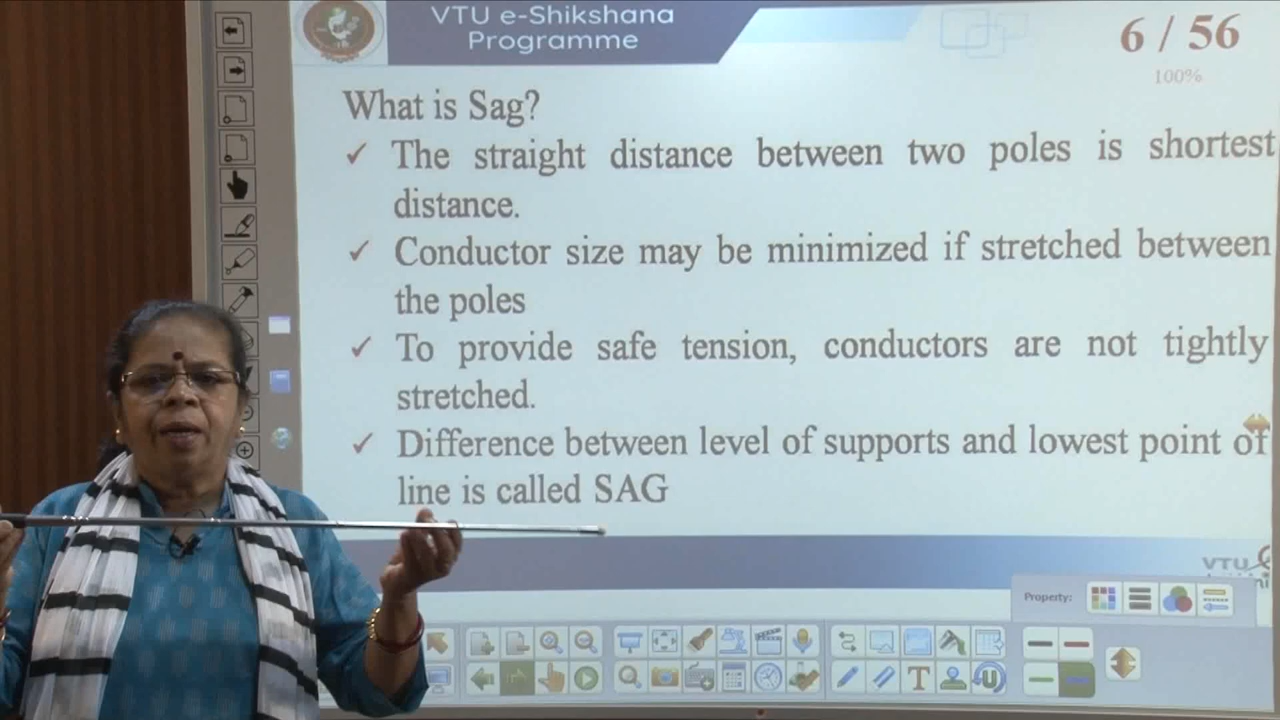 VTU e-Shikshana
Programme
6 / 56
100%
What is Sag?
✓ The straight distance between two poles is shortest
distance.
✓ Conductor size may be minimized if stretched between
the poles
✓ To provide safe tension, conductors are not tightly
stretched.
✓ Difference between level of supports and lowest point of
line is called SAG
VTU
Property: